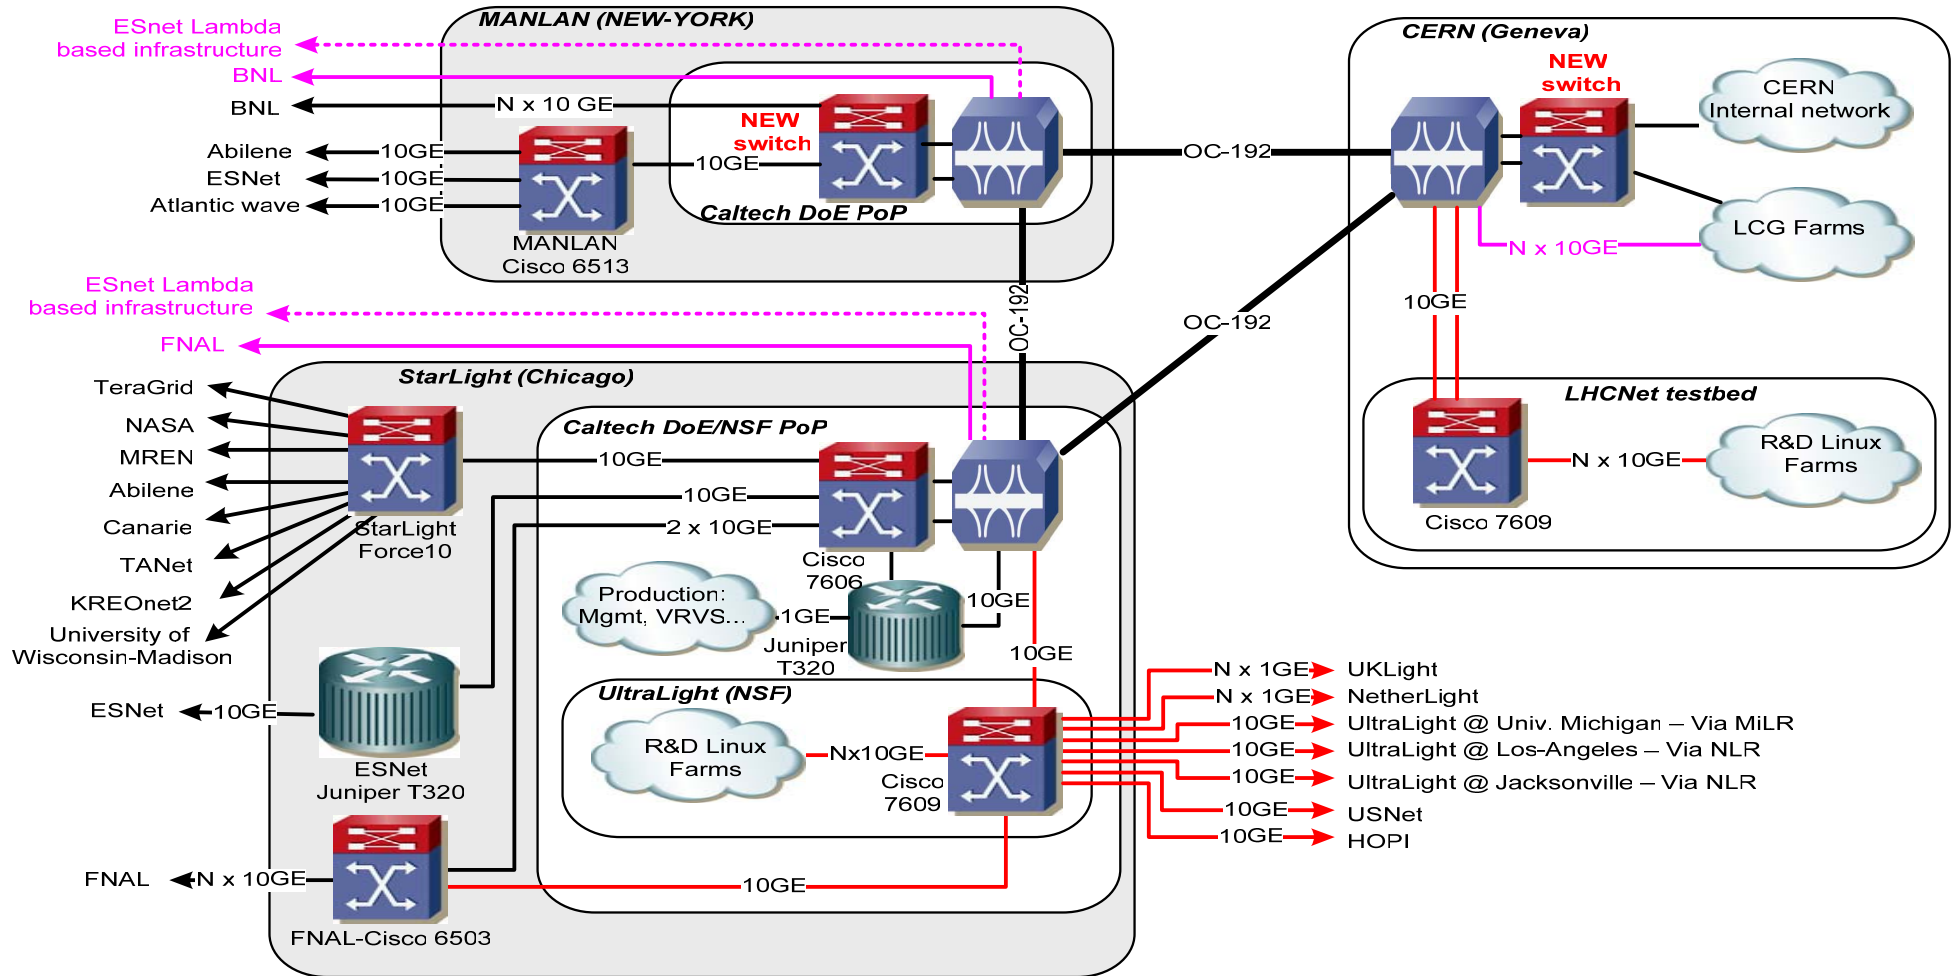 MANLAN (NEW-YORK)
ESnet Lambda
based infrastructure
BNL
BNL
N x 10 GE
NEW
switch
Abilene
10GE
ESNet
10GE
Atlantic wave
10GE
10GE
Caltech DoE PoP
MANLAN
Cisco 6513
OC-192
OC-192
OC-192
CERN (Geneva)
NEW
switch
CERN
Internal network
LCG Farms
N x 10GE
10GE
LHCNet testbed
R&D Linux
Farms
N x 10GE
Cisco 7609
ESnet Lambda
based infrastructure
FNAL
StarLight (Chicago)
TeraGrid
NASA
MREN
Abilene
Canarie
TANet
KREOnet2
University of
Wisconsin-Madison
StarLight
Force10
Caltech DoE/NSF PoP
10GE
10GE
2 x 10GE
Cisco
7606
Production:
Mgmt, VRVS...
1GE
Juniper
T320
10GE
10GE
ESNet
10GE
ESNet
Juniper T320
UltraLight (NSF)
R&D Linux
Farms
Nx10GE
Cisco
7609
N x 1GE
UKLight
N x 1GE
NetherLight
10GE
UltraLight @ Univ. Michigan – Via MiLR
10GE
UltraLight @ Los-Angeles – Via NLR
10GE
UltraLight @ Jacksonville – Via NLR
10GE
USNet
10GE
HOPI
FNAL
N x 10GE
10GE
FNAL-Cisco 6503